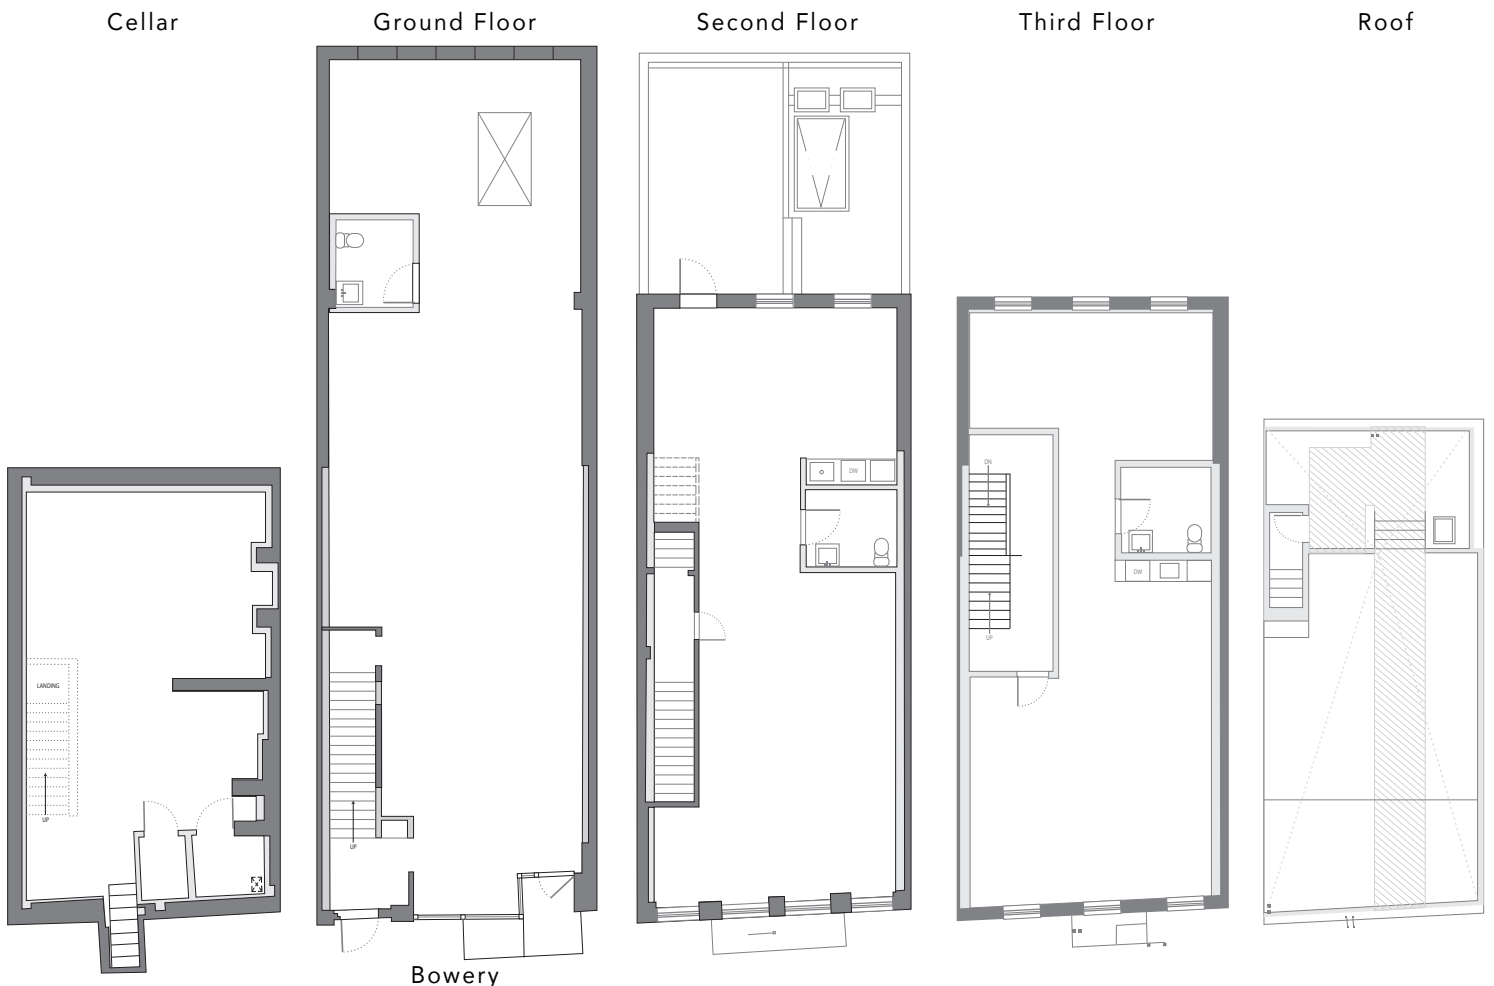 Cellar
Ground Floor
Second Floor
Third Floor
Roof
DN
DW
DW
UP
LANDING
UP
UP
Bowery